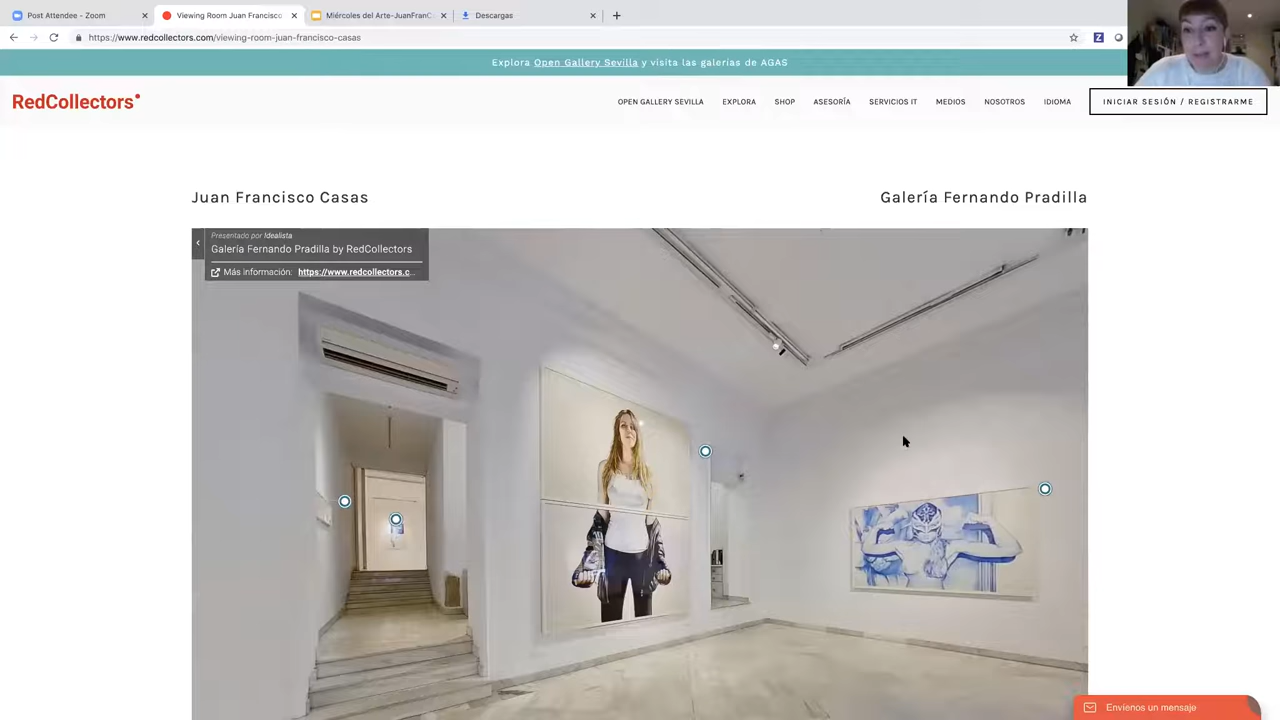 Post Attendee - Zoom
Viewing Room Juan Francisco
Miércoles del Arte-JuanFranC
Descargas
https://www.redcollectors.com/viewing-room-juan-francisco-casas
Explora Open Gallery Sevilla y visita las galerías de AGAS
RedCollectors
OPEN GALLERY SEVILLA EXPLORA SHOP ASESORÍA SERVICIOS IT MEDIOS NOSOTROS IDIOMA INICIAR SESIÓN / REGISTRARME
Juan Francisco Casas
Galería Fernando Pradilla
Presentado por Idealista
Galería Fernando Pradilla by RedCollectors
Más información: https://www.redcollectors.c...
Envíenos un mensaje